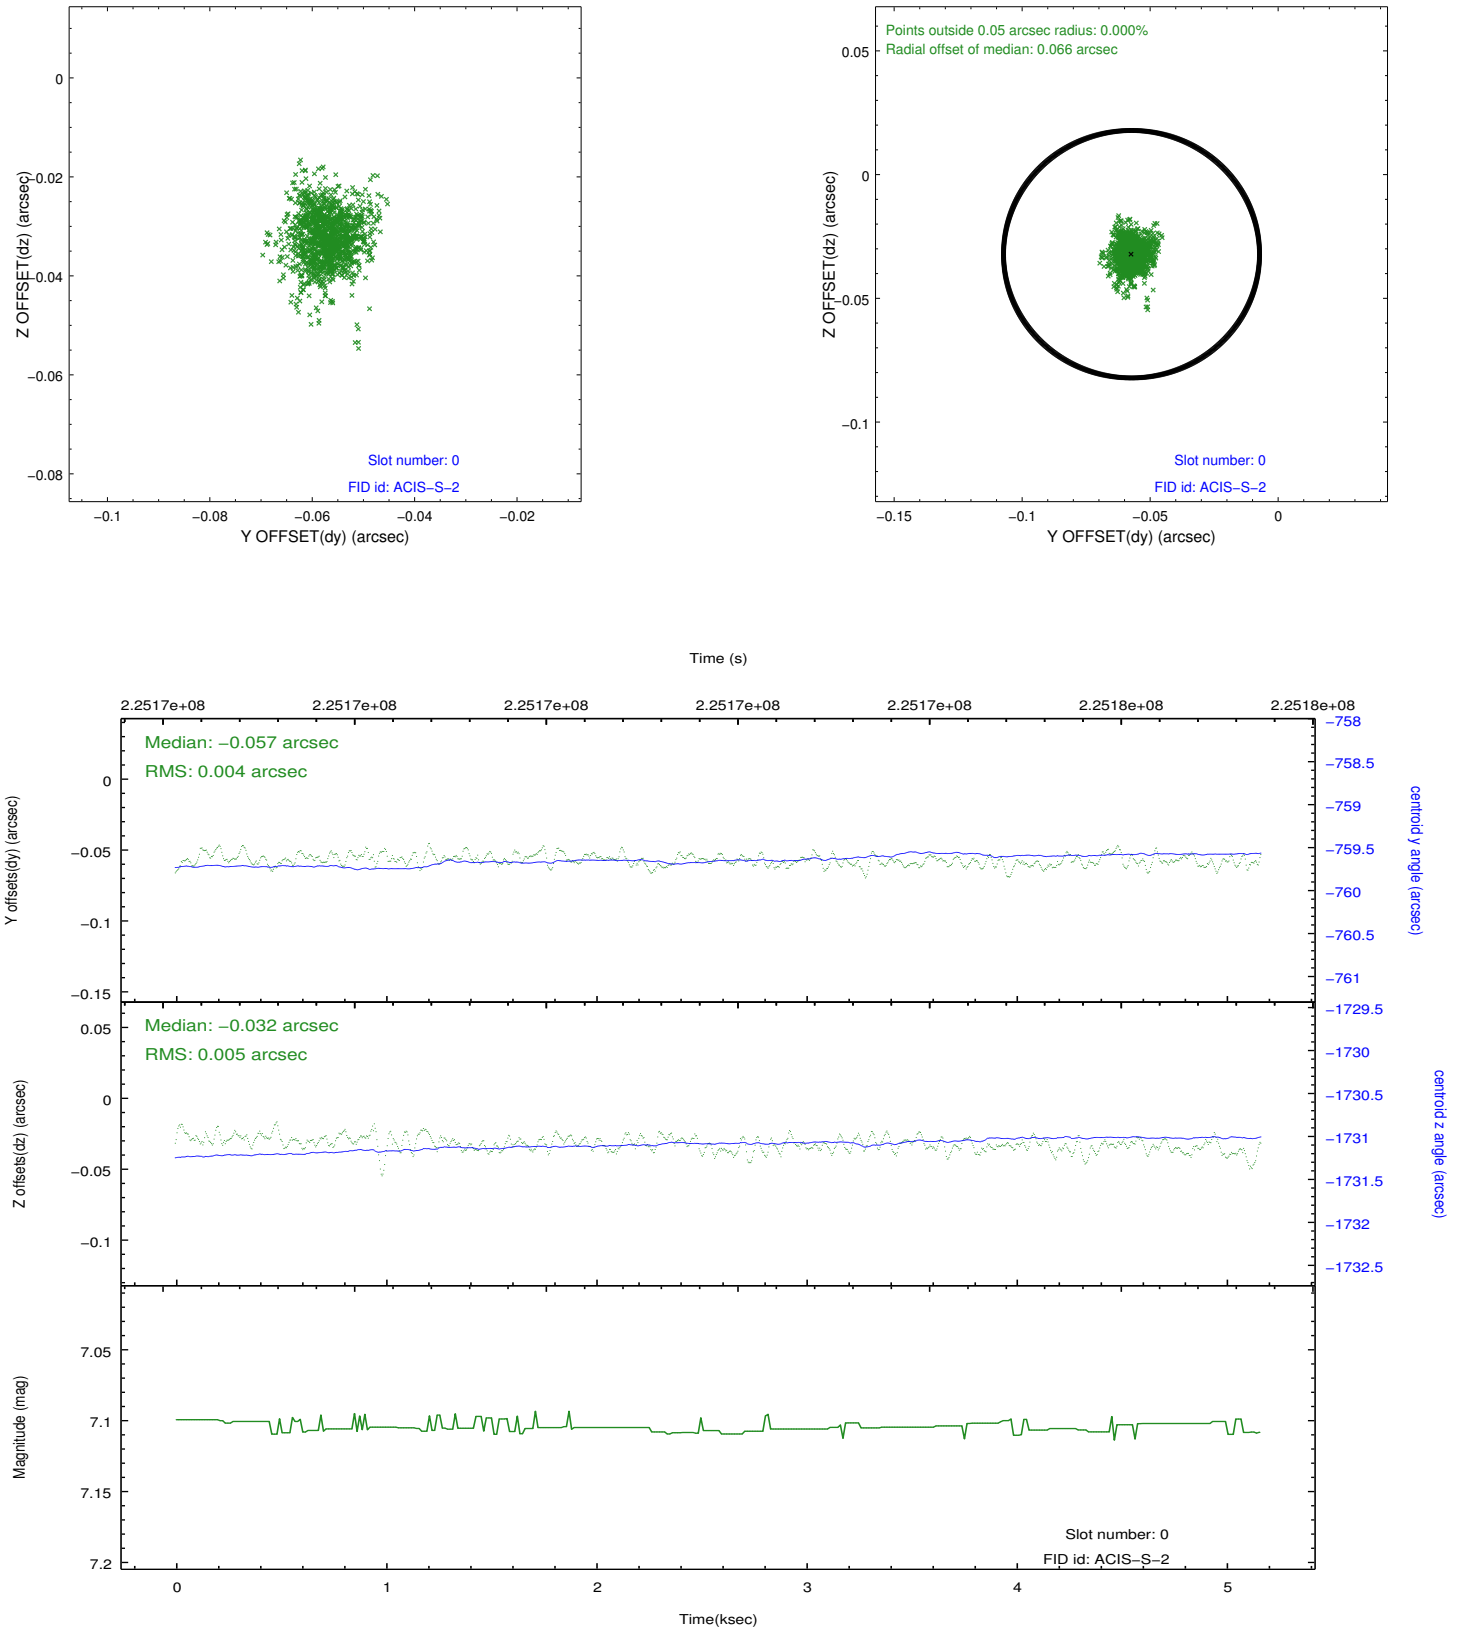 0
−0.02
−0.04
−0.06
−0.08
Z OFFSET(dz) (arcsec)
−0.1 −0.08 −0.06 −0.04 −0.02
Y OFFSET(dy) (arcsec)
Slot number: 0
FID id: ACIS−S−2
Points outside 0.05 arcsec radius: 0.000%
Radial offset of median: 0.066 arcsec
0.05
0
−0.05
−0.1
Z OFFSET(dz) (arcsec)
Slot number: 0
FID id: ACIS−S−2
−0.15 −0.1 −0.05 0
Y OFFSET(dy) (arcsec)
Time (s)
2.2517e+08 2.2517e+08 2.2517e+08 2.2517e+08 2.2517e+08 2.2518e+08 2.2518e+08
Median: −0.057 arcsec
RMS: 0.004 arcsec
0
−0.05
−0.1
−0.15
Y offsets(dy) (arcsec)
−758
−758.5
−759
−759.5
−760
−760.5
−761
centroid y angle (arcsec)
Median: −0.032 arcsec
RMS: 0.005 arcsec
0.05
0
−0.05
−0.1
Z offsets(dz) (arcsec)
−1729.5
−1730
−1730.5
−1731
−1731.5
−1732
−1732.5
centroid z angle (arcsec)
7.05
7.1
7.15
7.2
Magnitude (mag)
Slot number: 0
FID id: ACIS−S−2
0 1 2 3 4 5
Time(ksec)